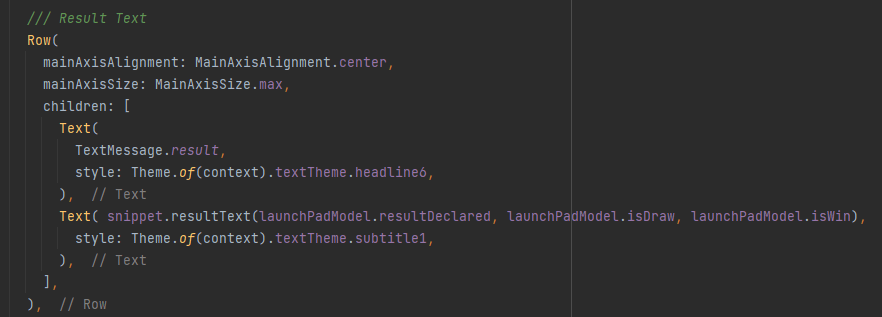 /// Result Text
Row(
mainAxisAlignment: MainAxisAlignment.center,
mainAxisSize: MainAxisSize.max,
children: [
Text(
TextMessage.result,
style: Theme.of(context).textTheme.headline6,
), // Text
Text( snippet.resultText(launchPadModel.resultDeclared, launchPadModel.isDraw, launchPadModel.isWin),
style: Theme.of(context).textTheme.subtitle1,
), // Text
],
), // Row